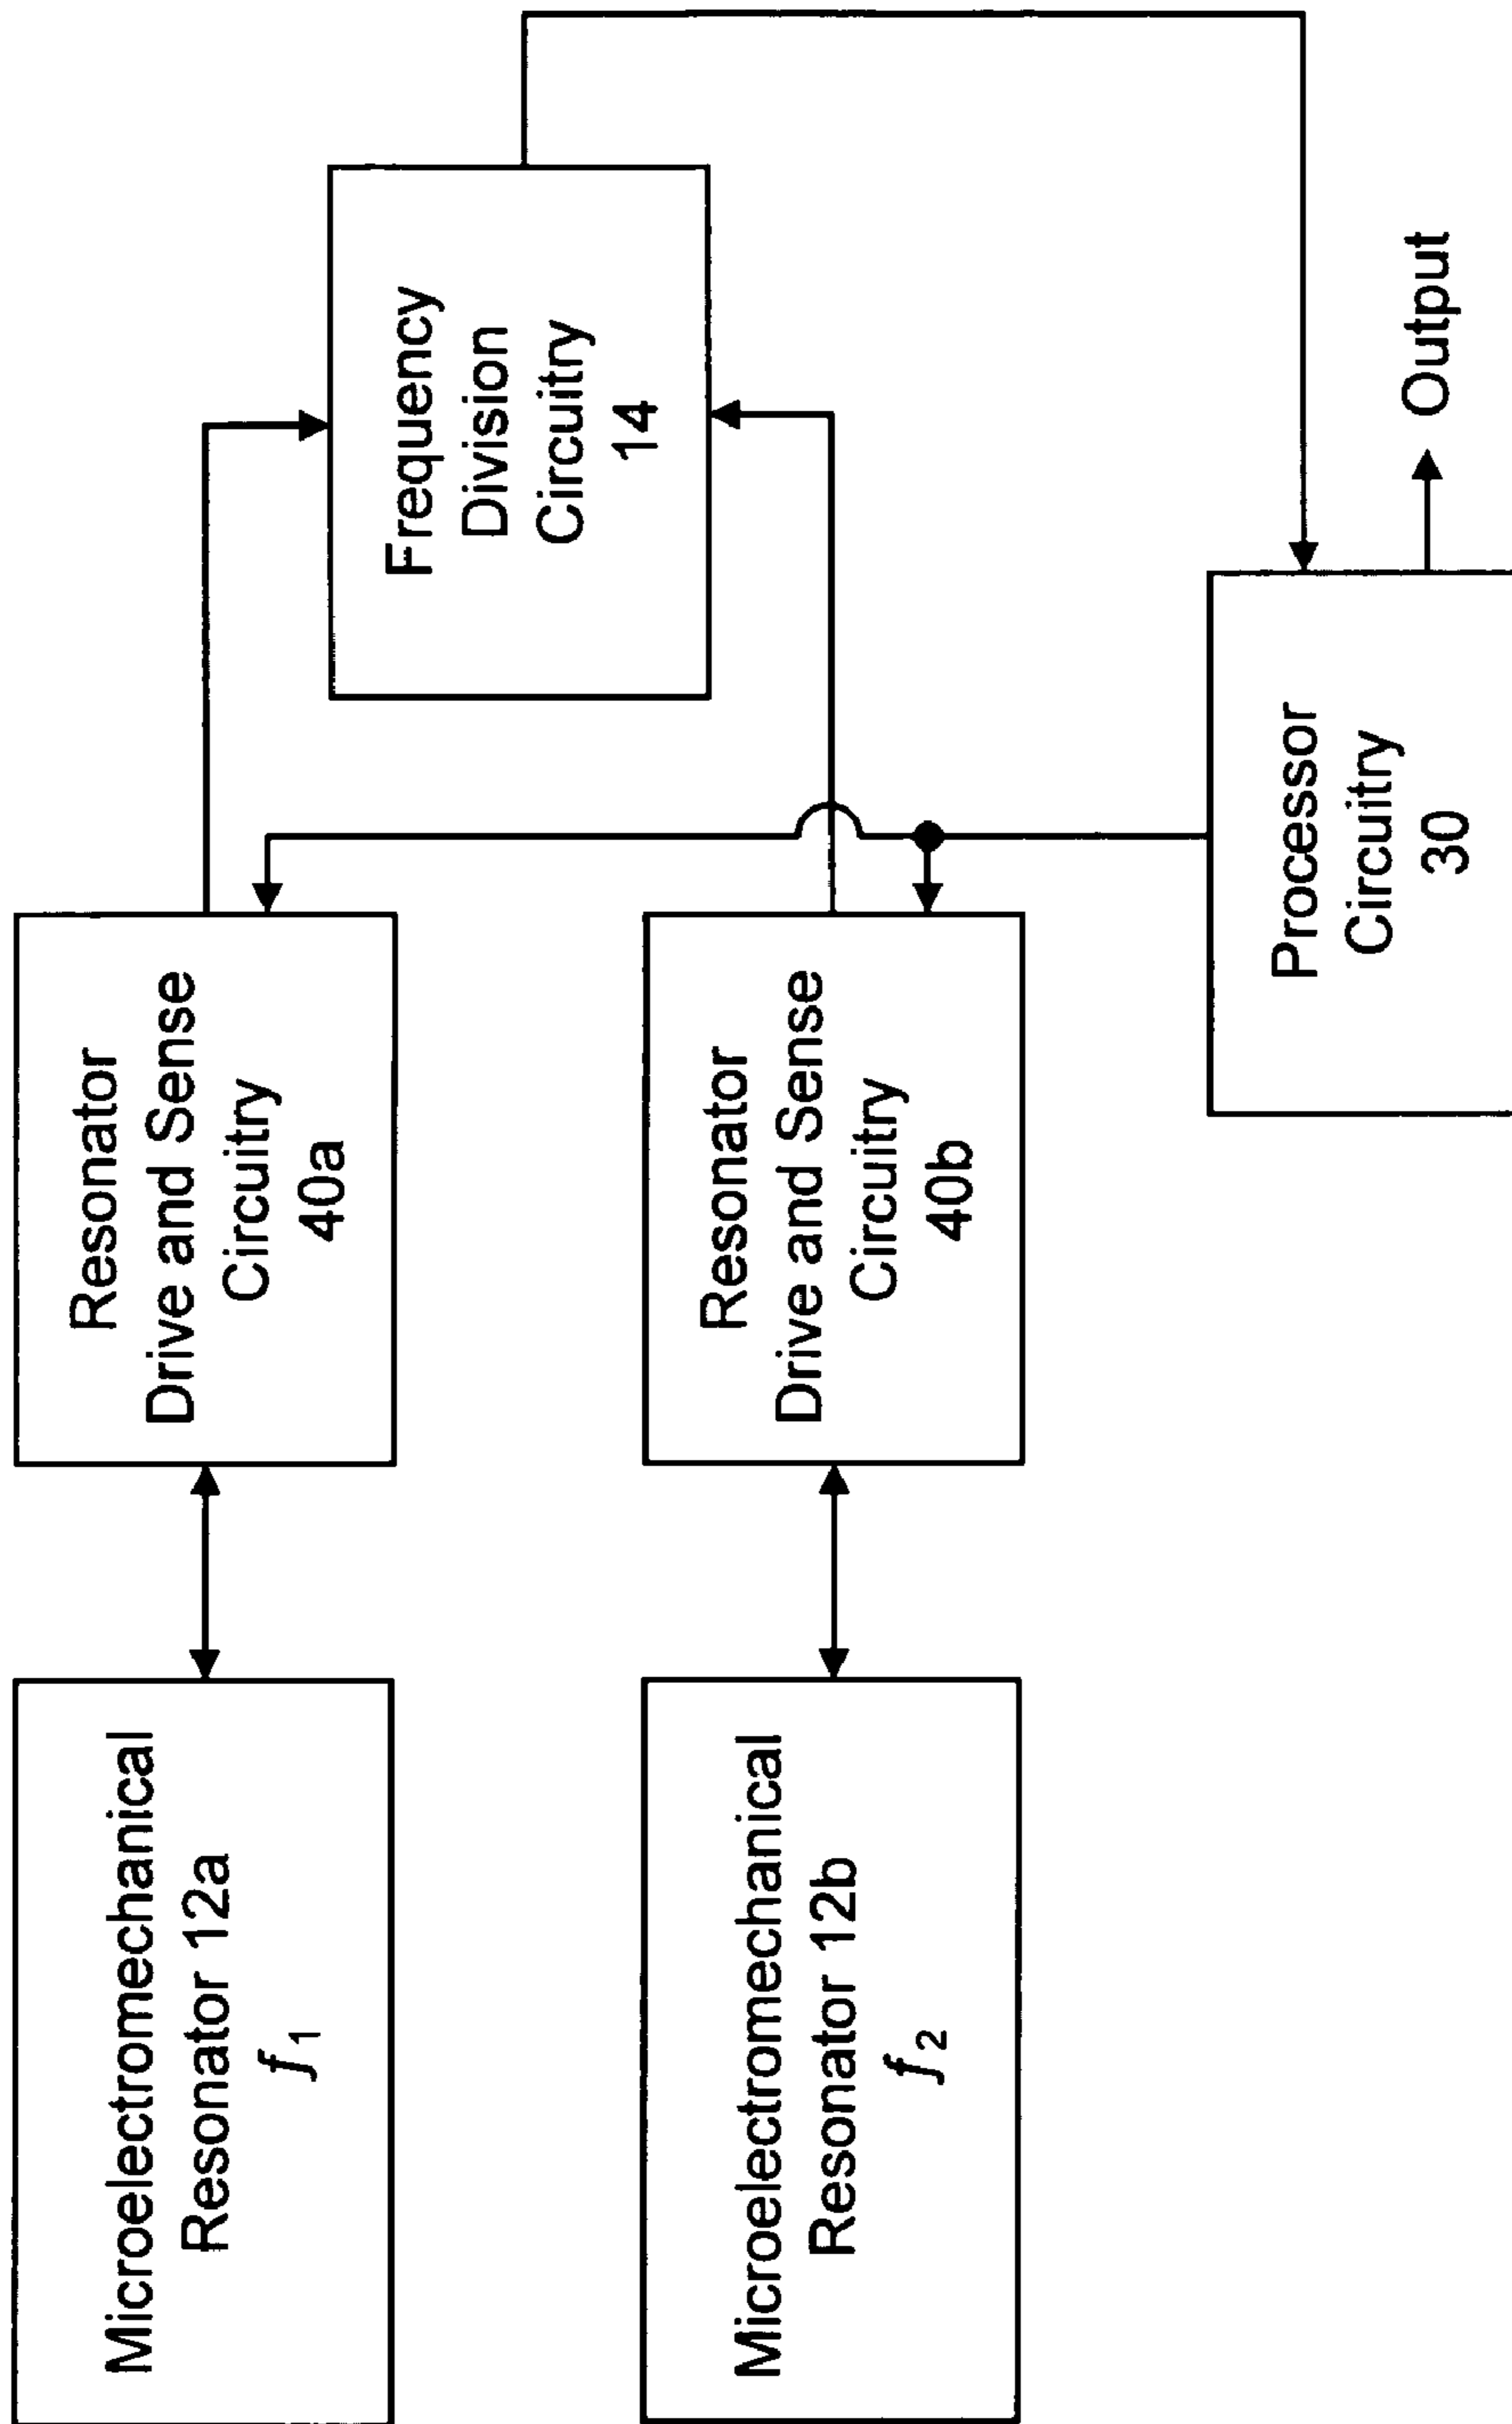 Microelectromechanical
Resonator 12a
f1
Resonator
Drive and Sense
Circuitry
40a
Frequency
Division
Circuitry
14
Microelectromechanical
Resonator 12b
f2
Resonator
Drive and Sense
Circuitry
40b
Processor
Circuitry
30
Output